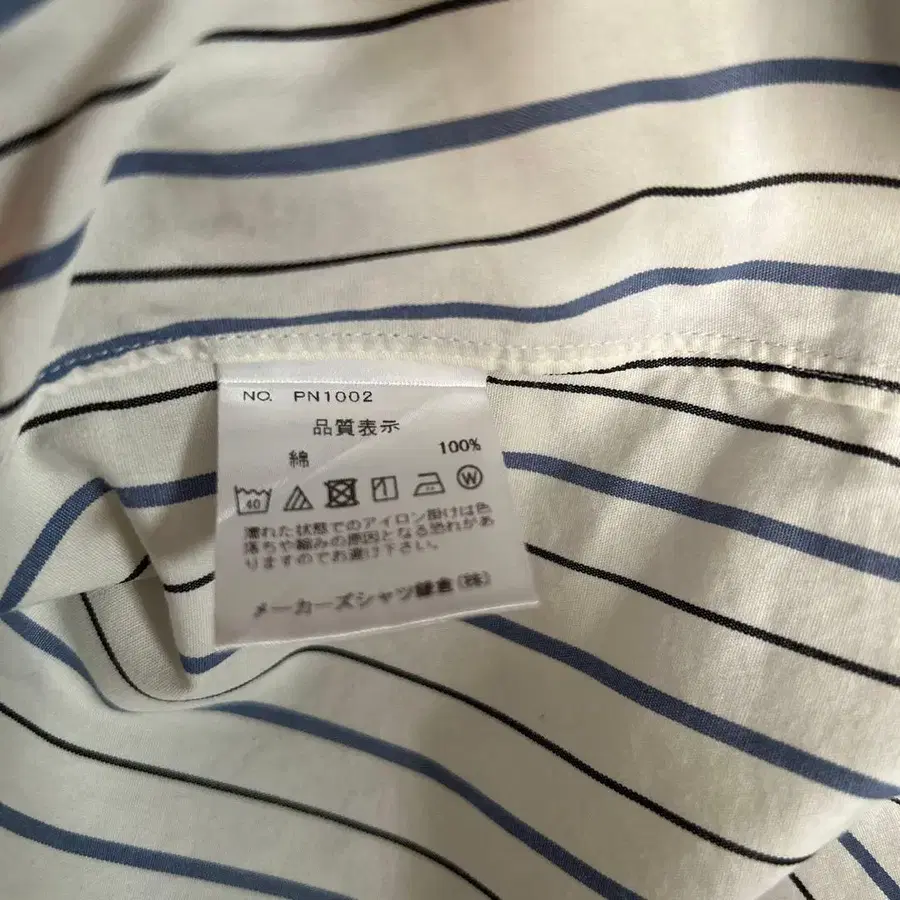 NO. PN1002
品質表示
綿 100%
40 W
濡れた状態でのアイロン掛けは色
落ちや縮みの原因となる恐れがあ
りますのでお避け下さい。
メーカーズシャツ鎌倉(株)